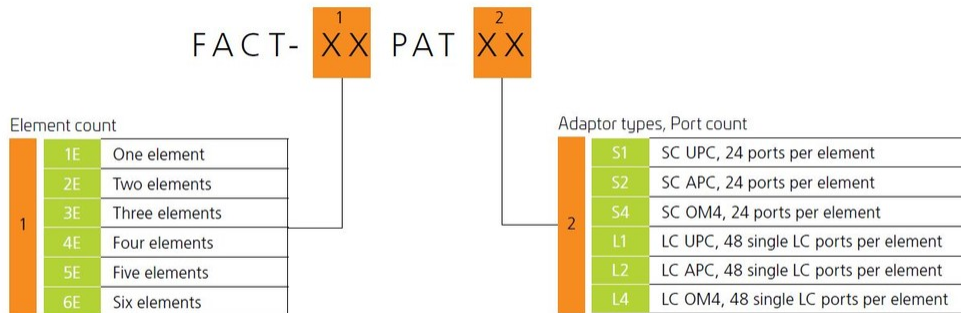 1 2
FACT- XX PAT XX
Element count
1
1E One element
2E Two elements
3E Three elements
4E Four elements
5E Five elements
6E Six elements
Adaptor types, Port count
2
S1 SC UPC, 24 ports per element
S2 SC APC, 24 ports per element
S4 SC OM4, 24 ports per element
L1 LC UPC, 48 single LC ports per element
L2 LC APC, 48 single LC ports per element
L4 LC OM4, 48 single LC ports per element